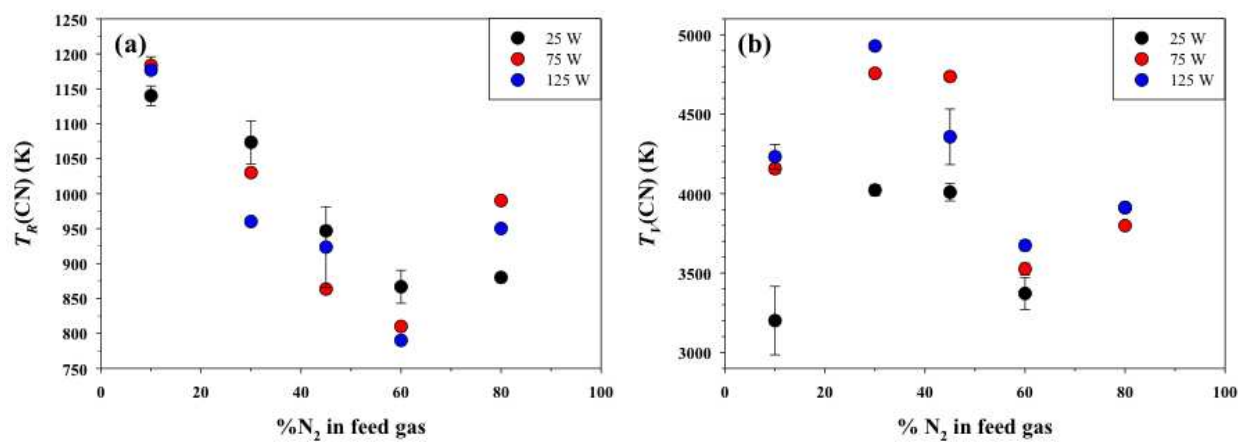 (a)
25 W
75 W
125 W
1250
1200
1150
1100
1050
1000
950
900
850
800
750
T_R(CN) (K)
0 20 40 60 80 100
%N₂ in feed gas
(b)
25 W
75 W
125 W
5000
4500
4000
3500
3000
T_V(CN) (K)
0 20 40 60 80 100
% N₂ in feed gas